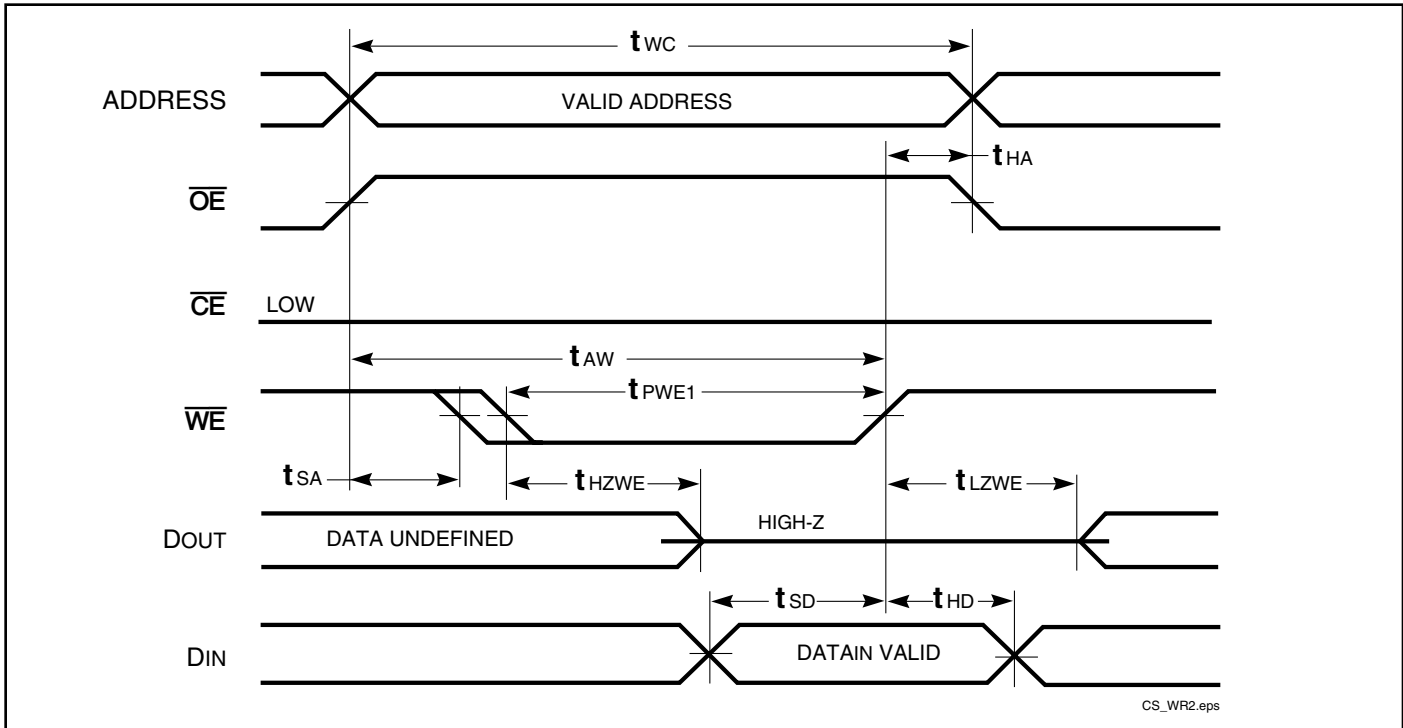 tWC
ADDRESS
VALID ADDRESS
tHA
OE
CE
LOW
tAW
tPWE1
WE
tSA
tHZWE
tLZWE
HIGH-Z
DOUT
DATA UNDEFINED
tSD
tHD
DIN
DATAIN VALID
CS_WR2.eps